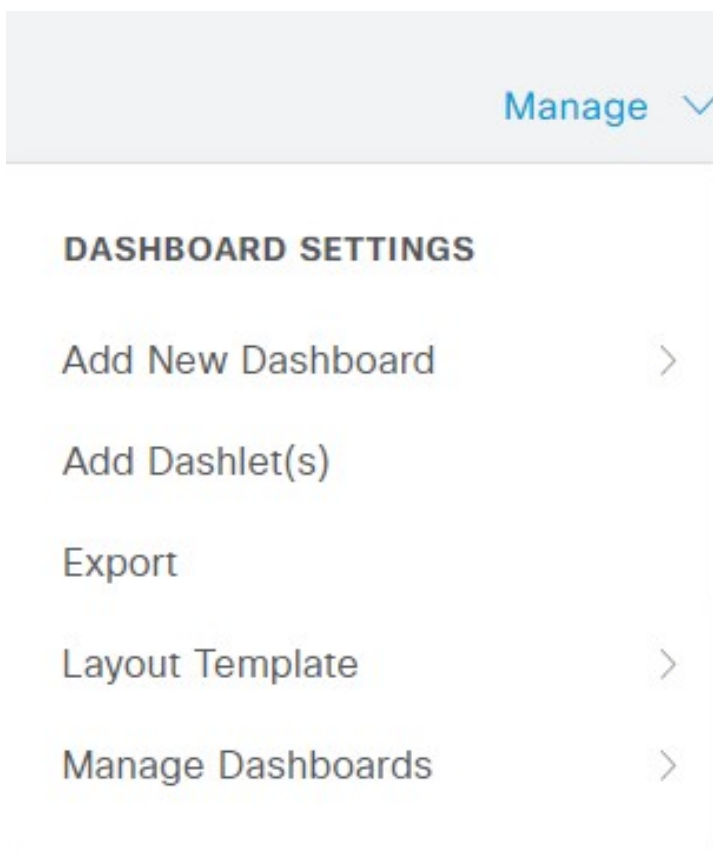 Manage
DASHBOARD SETTINGS
Add New Dashboard
Add Dashlet(s)
Export
Layout Template
Manage Dashboards